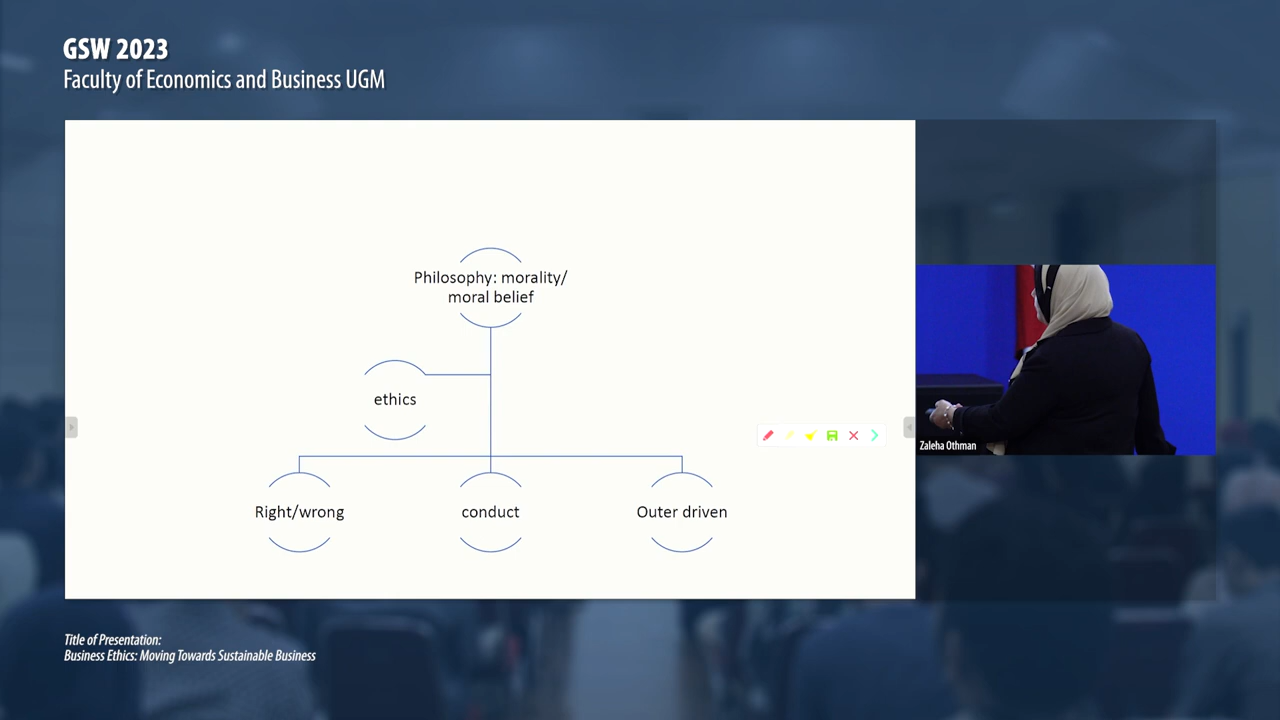 GSW 2023
Faculty of Economics and Business UGM
Philosophy: morality/
moral belief
ethics
Right/wrong
conduct
Outer driven
Zaleha Othman
Title of Presentation:
Business Ethics: Moving Towards Sustainable Business